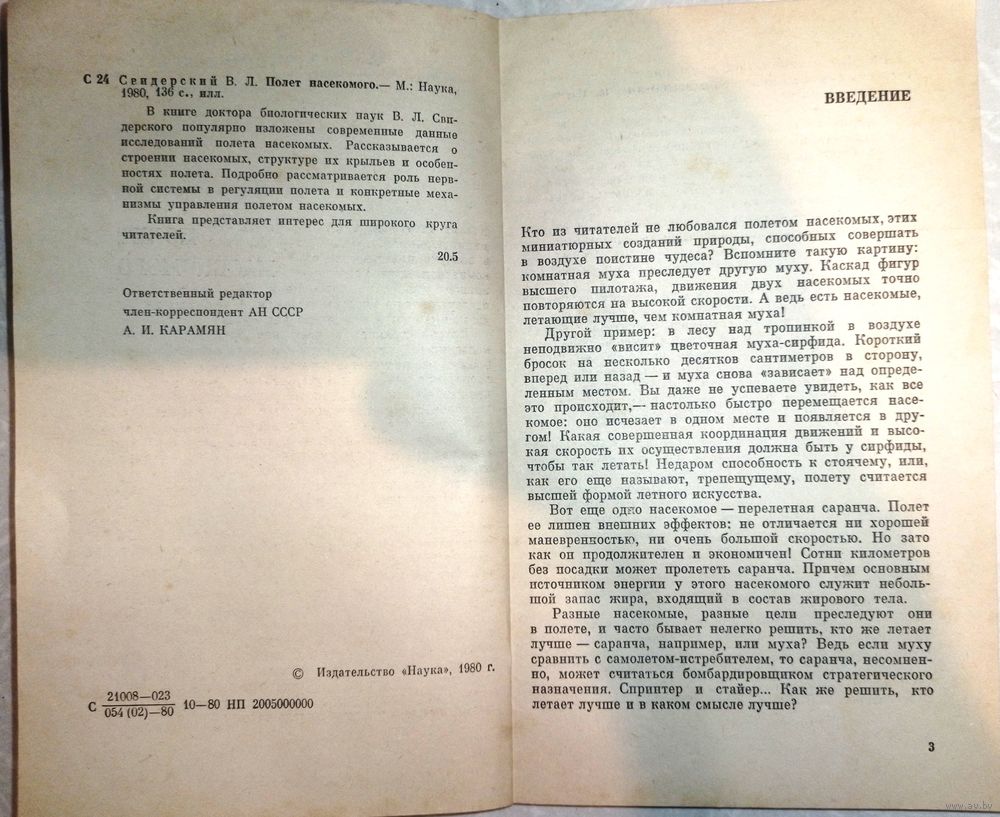 С 24 Свидерский В. Л. Полет насекомого.— М.: Наука,
1980, 136 с., илл.
В книге доктора биологических наук В. Л. Сви-
дерского популярно изложены современные данные
исследований полета насекомых. Рассказывается о
строении насекомых, структуре их крыльев и особен-
ностях полета. Подробно рассматривается роль нерв-
ной системы в регуляции полета и конкретные меха-
низмы управления полетом насекомых.
Книга представляет интерес для широкого круга
читателей.
20.5
Ответственный редактор
член-корреспондент АН СССР
А. И. КАРАМЯН
© Издательство «Наука», 1980 г.
С 21008—023
054 (02)—80 10—80 НП 2005000000
ВВЕДЕНИЕ
Кто из читателей не любовался полетом насекомых, этих
миниатюрных созданий природы, способных совершать
в воздухе поистине чудеса? Вспомните такую картину:
комнатная муха преследует другую муху. Каскад фигур
высшего пилотажа, движения двух насекомых точно
повторяются на высокой скорости. А ведь есть насекомые,
летающие лучше, чем комнатная муха!
Другой пример: в лесу над тропинкой в воздухе
неподвижно «висит» цветочная муха-сирфида. Короткий
бросок на несколько десятков сантиметров в сторону,
вперед или назад — и муха снова «зависает» над опреде-
ленным местом. Вы даже не успеваете увидеть, как все
это происходит,— настолько быстро перемещается насе-
комое: оно исчезает в одном месте и появляется в дру-
гом! Какая совершенная координация движений и высо-
кая скорость их осуществления должна быть у сирфиды,
чтобы так летать! Недаром способность к стоячему, или,
как его еще называют, трепещущему, полету считается
высшей формой летного искусства.
Вот еще одно насекомое — перелетная саранча. Полет
ее лишен внешних эффектов: не отличается ни хорошей
маневренностью, ни очень большой скоростью. Но зато
как он продолжителен и экономичен! Сотни километров
без посадки может пролететь саранча. Причем основным
источником энергии у этого насекомого служит неболь-
шой запас жира, входящий в состав жирового тела.
Разные насекомые, разные цели преследуют они
в полете, и часто бывает нелегко решить, кто же летает
лучше — саранча, например, или муха? Ведь если муху
сравнить с самолетом-истребителем, то саранча, несомнен-
но, может считаться бомбардировщиком стратегического
назначения. Спринтер и стайер... Как же решить, кто
летает лучше и в каком смысле лучше?
3
www.ay.by